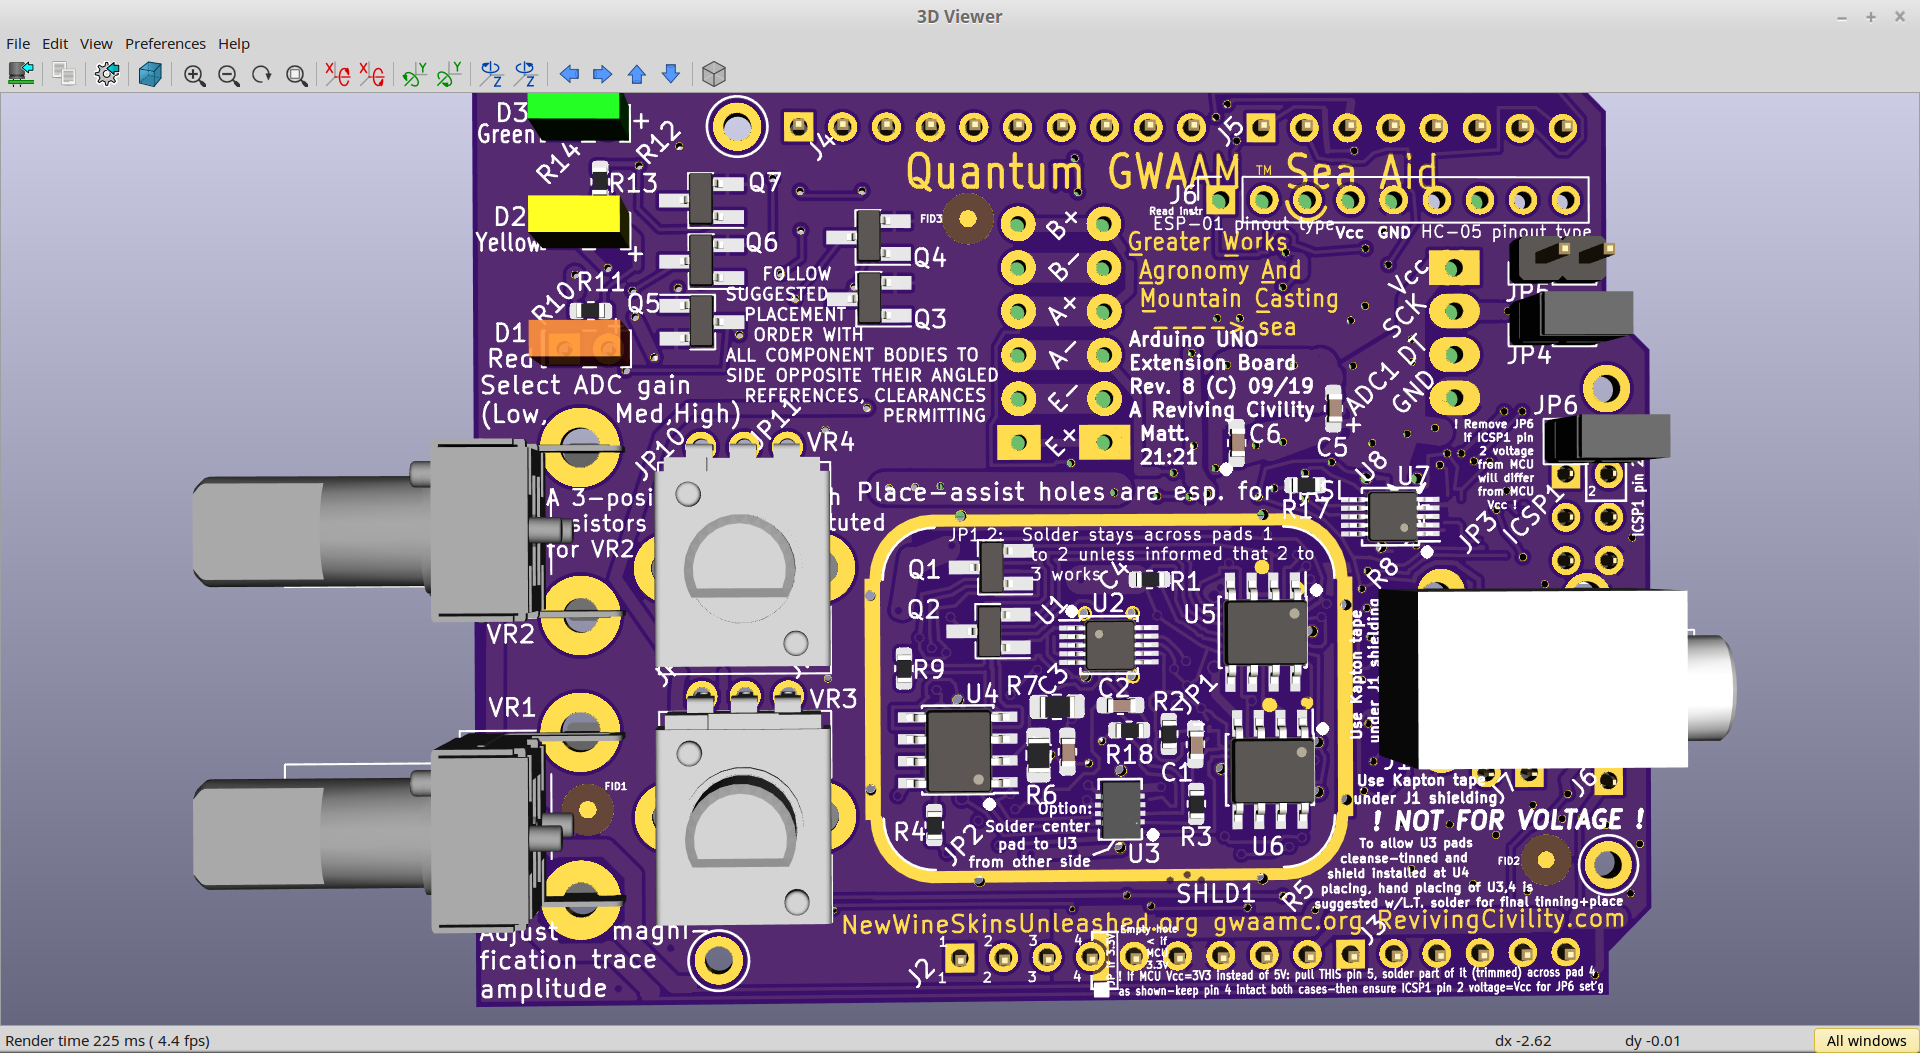 3D Viewer
File Edit View Preferences Help
D3
Green
+
R14
R12
R13
Q7
D2
Yellow
+
Q6
R11
R10
Q5
D1
Red
Q4
Q3
FID3
J4
J5
Quantum GWAAM™ Sea Aid
J6
Read Instr
ESP-01 pinout type
Vcc GND HC-05 pinout type
Greater Works
Agronomy And
Mountain Casting
----> sea
Arduino UNO
Extension Board
Rev. 8 (C) 09/19
A Reviving Civility
Matt.
21:21
B+
B-
A+
A-
E-
E+
Vcc
SCK
DT
GND
ADC1
JP5
JP4
JP6
FOLLOW
SUGGESTED
PLACEMENT
ORDER WITH
ALL COMPONENT BODIES TO
SIDE OPPOSITE THEIR ANGLED
REFERENCES, CLEARANCES
PERMITTING
Select ADC gain
(Low, Med,High)
JP10
JP11
VR4
C6
C5
+
U8
U7
R17
! Remove JP6
if ICSP1 pin
2 voltage
from MCU
will differ
from MCU
Vcc !
2
ICSP1 pin 2
JP3
ICSP1
R8
A 3-posi
sistors
for VR2
tuted
Place-assist holes are esp. for
JP1,2: Solder stays across pads 1
to 2 unless informed that 2 to
3 works
Q1
Q2
C4
R1
U1
U2
U5
R9
R7
C3
C2
R2
JP1
U4
R18
C1
R6
R4
JP2
R3
U3
U6
Option:
Solder center
pad to U3
from other side
SHLD1
R5
VR2
VR1
VR3
FID1
Use Kapton tape
under J1 shielding
Use Kapton tape
under J1 shielding)
J6
! NOT FOR VOLTAGE !
To allow U3 pads
cleanse-tinned and
shield installed at U4
placing, hand placing of U3,4 is
suggested w/L.T. solder for final tinning+place
FID2
NewWineSkinsUnleashed.org gwaamc.org RevivingCivility.com
Adjust magni-
fication trace
amplitude
J2
1 2 3 4
1 2 3 4
J3
Empty hole
< if
MCU
3.3V
! If MCU Vcc=3V3 instead of 5V: pull THIS pin 5, solder part of it (trimmed) across pad 4
as shown-keep pin 4 intact both cases-then ensure ICSP1 pin 2 voltage=Vcc for JP6 set'g
Render time 225 ms ( 4.4 fps)
dx -2.62
dy -0.01
All windows